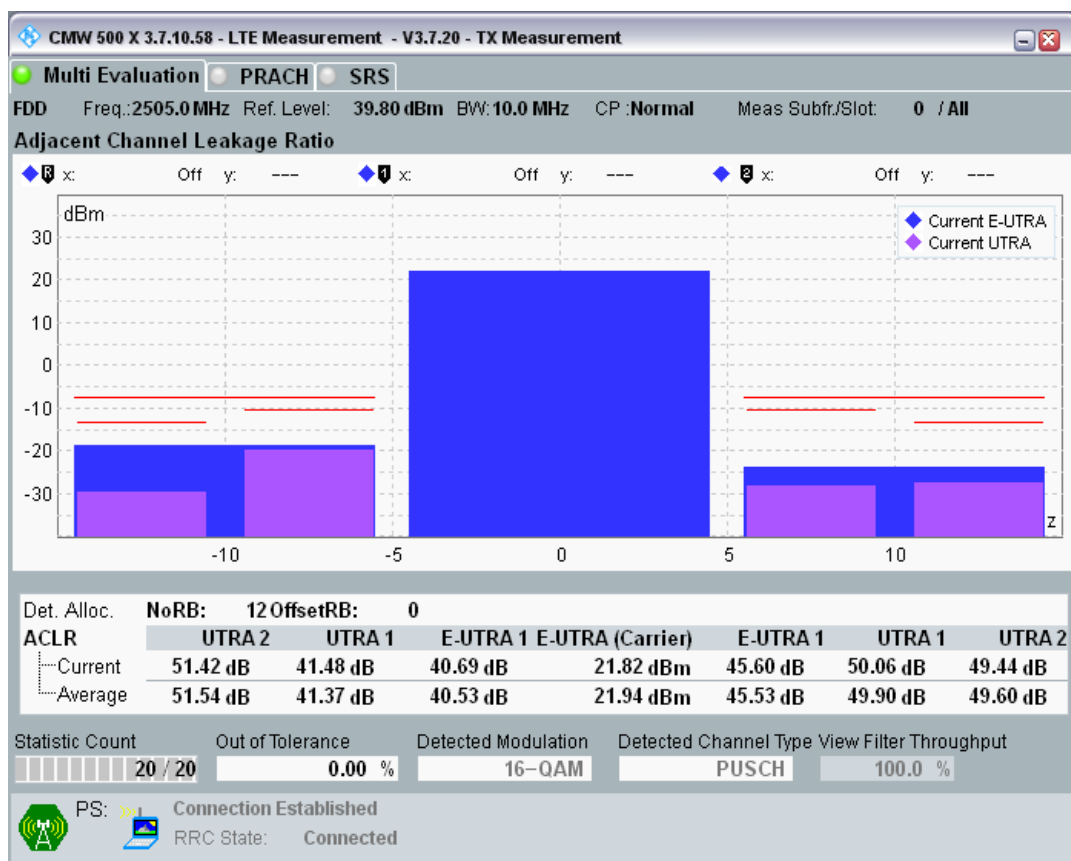 CMW 500 X 3.7.10.58 - LTE Measurement - V3.7.20 - TX Measurement
Multi Evaluation PRACH SRS
FDD Freq.:2505.0 MHz Ref. Level: 39.80 dBm BW: 10.0 MHz CP :Normal Meas Subfr./Slot: 0 / All
Adjacent Channel Leakage Ratio
R x: Off y: --- 1 x: Off y: --- 2 x: Off y: ---
dBm
Current E-UTRA
Current UTRA
30
20
10
0
-10
-20
-30
z
-10 -5 0 5 10
Det. Alloc. NoRB: 12 OffsetRB: 0
ACLR UTRA 2 UTRA 1 E-UTRA 1 E-UTRA (Carrier) E-UTRA 1 UTRA 1 UTRA 2
Current 51.42 dB 41.48 dB 40.69 dB 21.82 dBm 45.60 dB 50.06 dB 49.44 dB
Average 51.54 dB 41.37 dB 40.53 dB 21.94 dBm 45.53 dB 49.90 dB 49.60 dB
Statistic Count Out of Tolerance Detected Modulation Detected Channel Type View Filter Throughput
20 / 20 0.00 % 16-QAM PUSCH 100.0 %
PS: Connection Established
RRC State: Connected